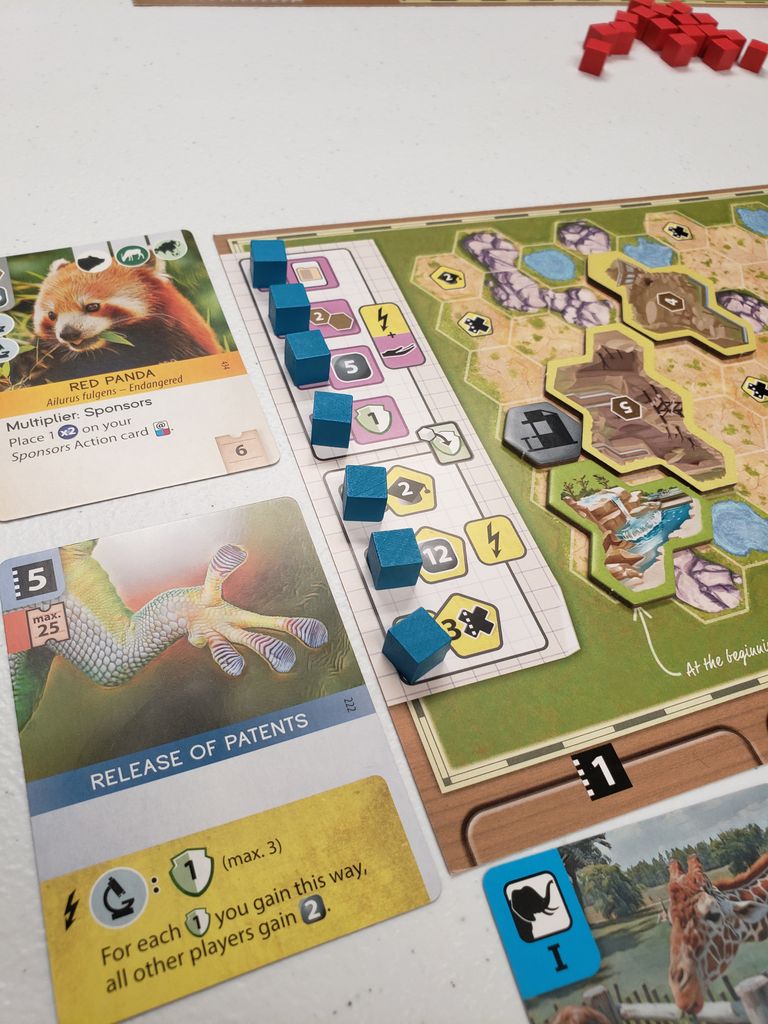 RED PANDA
Ailurus fulgens – Endangered
Multiplier: Sponsors
Place 1 x2 on your
Sponsors Action card
6
5
max.
25
222
RELEASE OF PATENTS
: 1 (max. 3)
For each 1 you gain this way,
all other players gain 2.
2
5
1
2
12
3
2
4
5
At the beginni
1
I